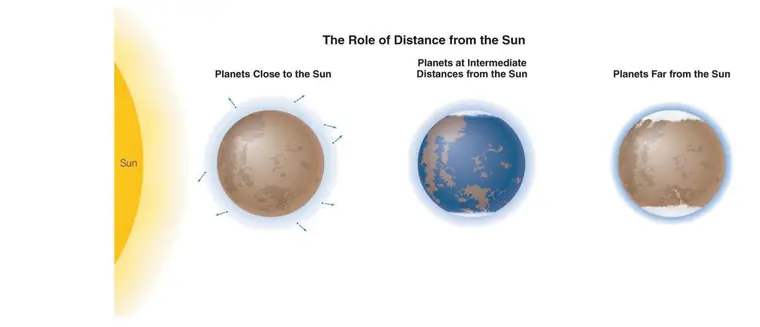 The Role of Distance from the Sun
Planets Close to the Sun
Planets at Intermediate
Distances from the Sun
Planets Far from the Sun
Sun